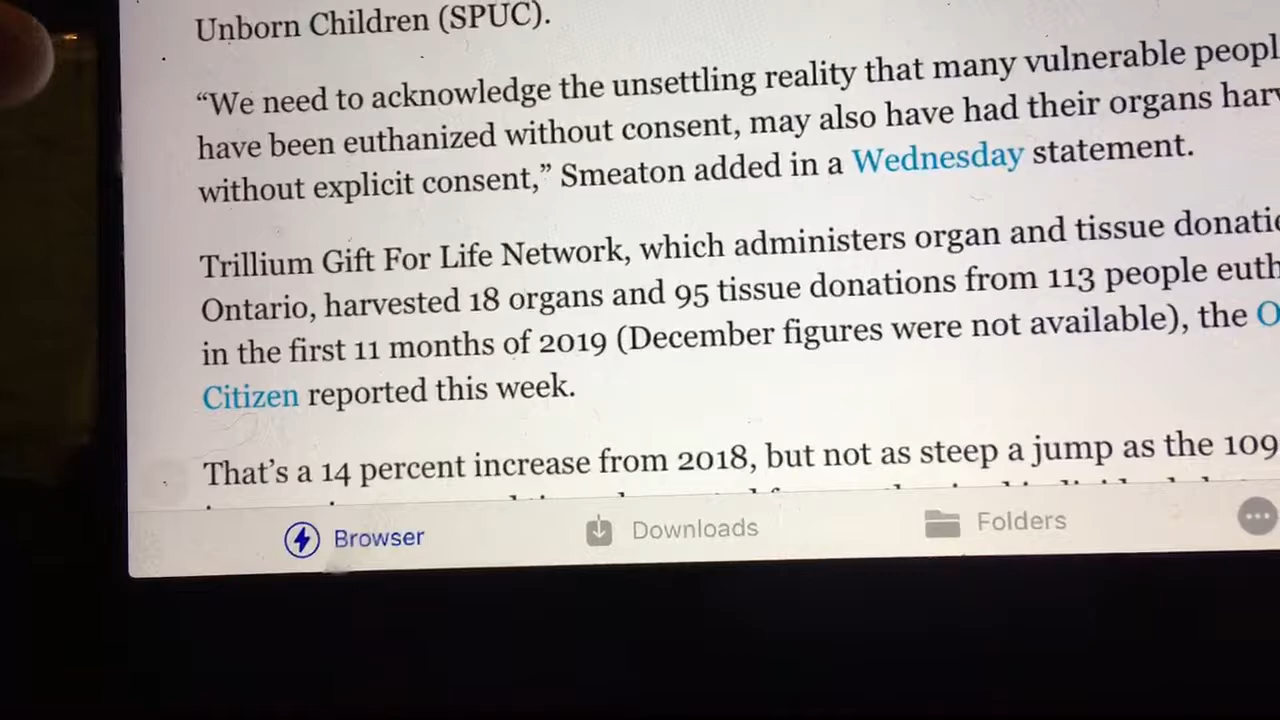 Unborn Children (SPUC).
“We need to acknowledge the unsettling reality that many vulnerable
have been euthanized without consent, may also have had their organs
without explicit consent,” Smeaton added in a Wednesday statement.
Trillium Gift For Life Network, which administers organ and tissue
Ontario, harvested 18 organs and 95 tissue donations from 113 people
in the first 11 months of 2019 (December figures were not available), the
Citizen reported this week.
That’s a 14 percent increase from 2018, but not as steep a jump as the 109
Browser Downloads Folders